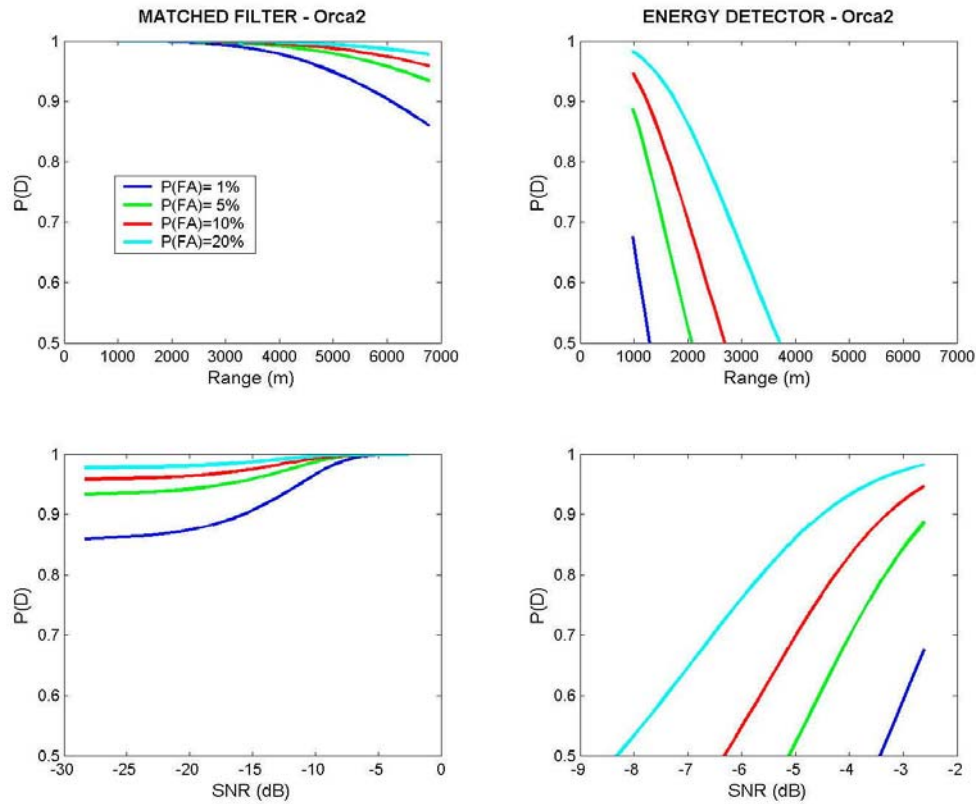 MATCHED FILTER - Orca2
1
0.9
0.8
0.7
0.6
0.5
P(D)
P(FA)= 1%
P(FA)= 5%
P(FA)=10%
P(FA)=20%
0 1000 2000 3000 4000 5000 6000 7000
Range (m)
ENERGY DETECTOR - Orca2
1
0.9
0.8
0.7
0.6
0.5
P(D)
0 1000 2000 3000 4000 5000 6000 7000
Range (m)
1
0.9
0.8
0.7
0.6
0.5
P(D)
-30 -25 -20 -15 -10 -5 0
SNR (dB)
1
0.9
0.8
0.7
0.6
0.5
P(D)
-9 -8 -7 -6 -5 -4 -3 -2
SNR (dB)